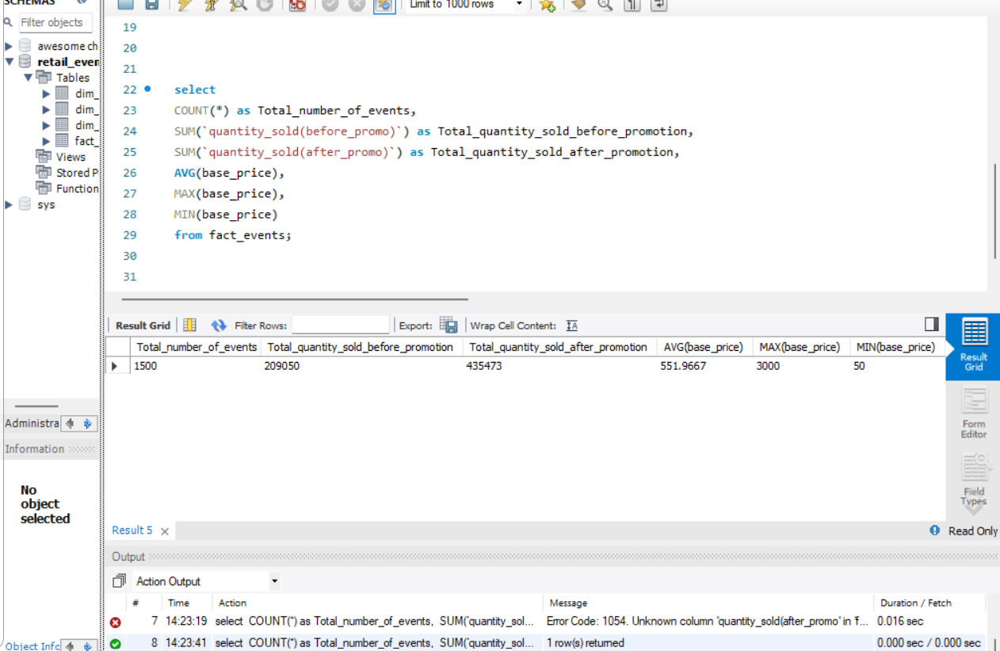 SCHEMAS
Limit to 1000 rows
Filter objects
awesome ch
retail_even
Tables
dim_
dim_
dim_
fact_
Views
Stored P
Function
sys
19
20
21
22 select
23 COUNT(*) as Total_number_of_events,
24 SUM(`quantity_sold(before_promo)`) as Total_quantity_sold_before_promotion,
25 SUM(`quantity_sold(after_promo)`) as Total_quantity_sold_after_promotion,
26 AVG(base_price),
27 MAX(base_price),
28 MIN(base_price)
29 from fact_events;
30
31
Result Grid Filter Rows: Export: Wrap Cell Content: IA
Total_number_of_events Total_quantity_sold_before_promotion Total_quantity_sold_after_promotion AVG(base_price) MAX(base_price) MIN(base_price)
1500 209050 435473 551.9667 3000 50
Result
Grid
Form
Editor
Field
Types
Administra
Information
No
object
selected
Result 5
Read Only
Output
Action Output
# Time Action Message Duration / Fetch
7 14:23:19 select COUNT(*) as Total_number_of_events, SUM(`quantity_sol... Error Code: 1054. Unknown column 'quantity_sold(after_promo' in 'f... 0.016 sec
8 14:23:41 select COUNT(*) as Total_number_of_events, SUM(`quantity_sol... 1 row(s) returned 0.000 sec / 0.000 sec
Object Info